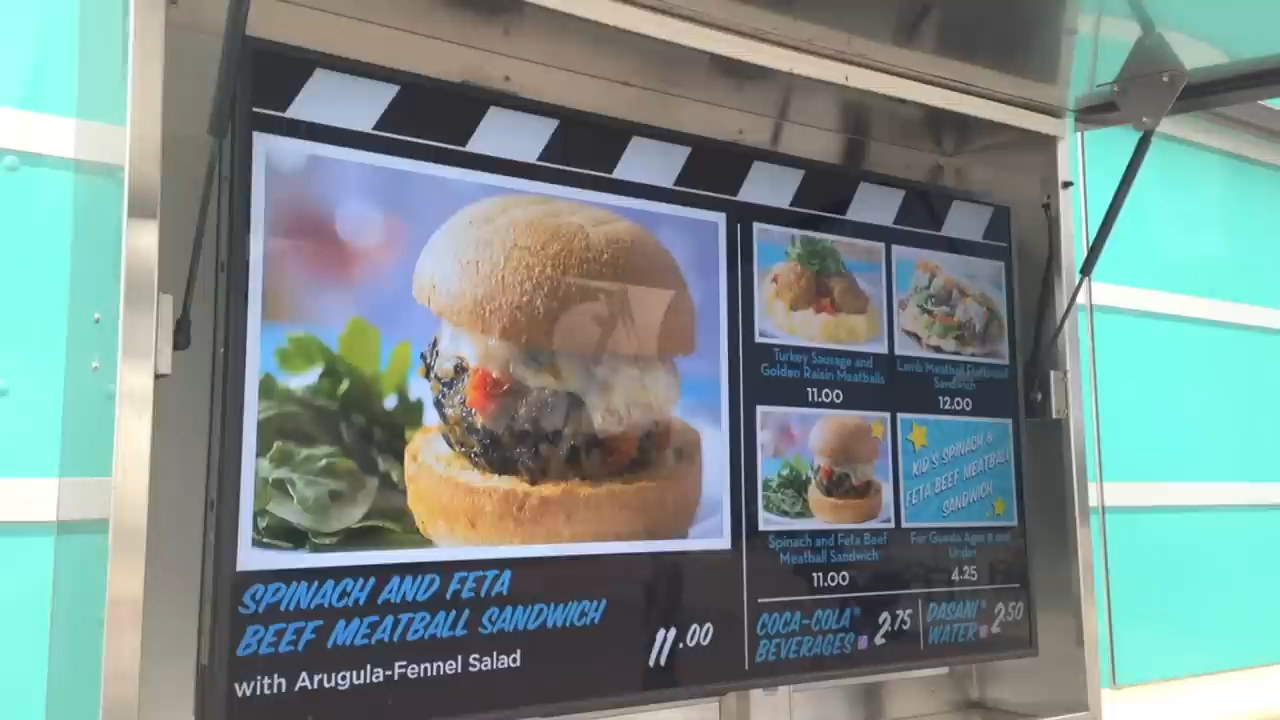 SPINACH AND FETA
BEEF MEATBALL SANDWICH
with Arugula-Fennel Salad
11.00
Turkey Sausage and
Golden Raisin Meatballs
11.00
Lamb Meatball Flatbread
Sandwich
12.00
Spinach and Feta Beef
Meatball Sandwich
11.00
KID'S SPINACH &
FETA BEEF MEATBALL
SANDWICH
For Guests Ages 9 and
Under
4.25
COCA-COLA®
BEVERAGES
2.75
DASANI®
WATER
2.50